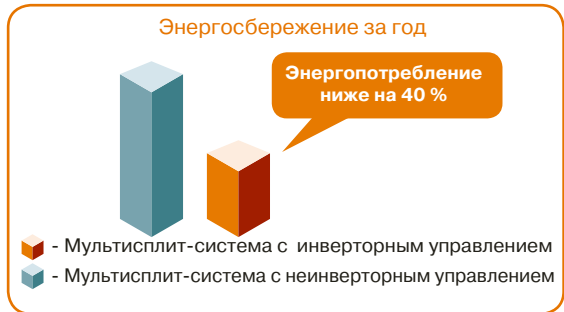 Энергосбережение за год
Энергопотребление
ниже на 40 %
- Мультисплит-система с инверторным управлением
- Мультисплит-система с неинверторным управлением